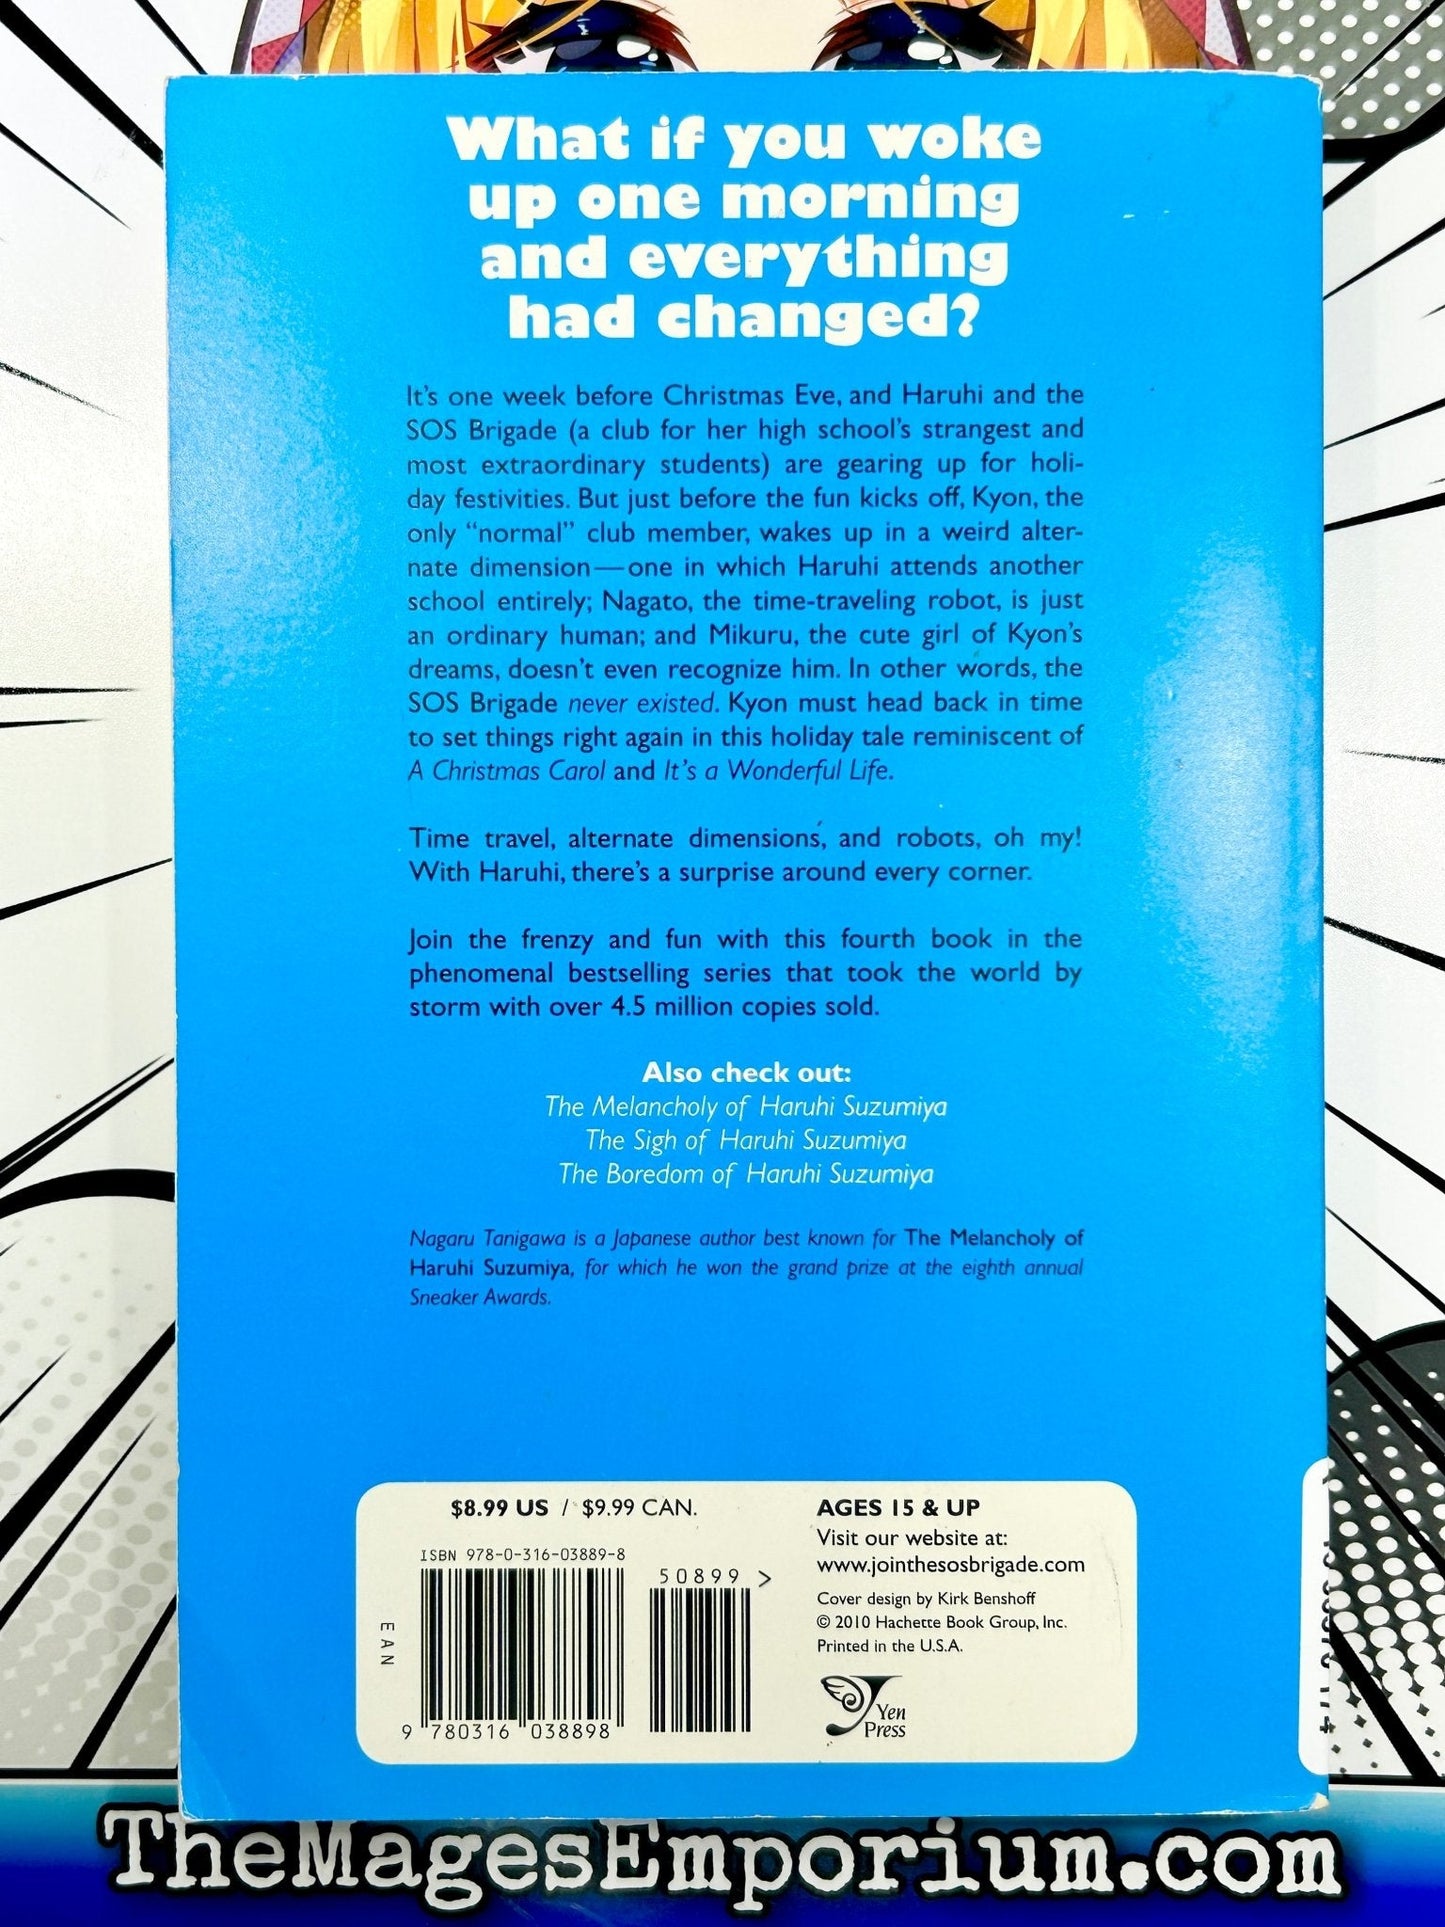 What if you woke
up one morning
and everything
had changed?
It's one week before Christmas Eve, and Haruhi and the
SOS Brigade (a club for her high school's strangest and
most extraordinary students) are gearing up for holi-
day festivities. But just before the fun kicks off, Kyon, the
only “normal” club member, wakes up in a weird alter-
nate dimension—one in which Haruhi attends another
school entirely; Nagato, the time-traveling robot, is just
an ordinary human; and Mikuru, the cute girl of Kyon's
dreams, doesn't even recognize him. In other words, the
SOS Brigade never existed. Kyon must head back in time
to set things right again in this holiday tale reminiscent of
A Christmas Carol and It's a Wonderful Life.
Time travel, alternate dimensions, and robots, oh my!
With Haruhi, there's a surprise around every corner.
Join the frenzy and fun with this fourth book in the
phenomenal bestselling series that took the world by
storm with over 4.5 million copies sold.
Also check out:
The Melancholy of Haruhi Suzumiya
The Sigh of Haruhi Suzumiya
The Boredom of Haruhi Suzumiya
Nagaru Tanigawa is a Japanese author best known for The Melancholy of
Haruhi Suzumiya, for which he won the grand prize at the eighth annual
Sneaker Awards.
$8.99 US / $9.99 CAN.
ISBN 978-0-316-03889-8
50899 >
EAN
9 780316 038898
AGES 15 & UP
Visit our website at:
www.jointhesosbrigade.com
Cover design by Kirk Benshoff
© 2010 Hachette Book Group, Inc.
Printed in the U.S.A.
Yen
Press
TheMagesEmporium.com